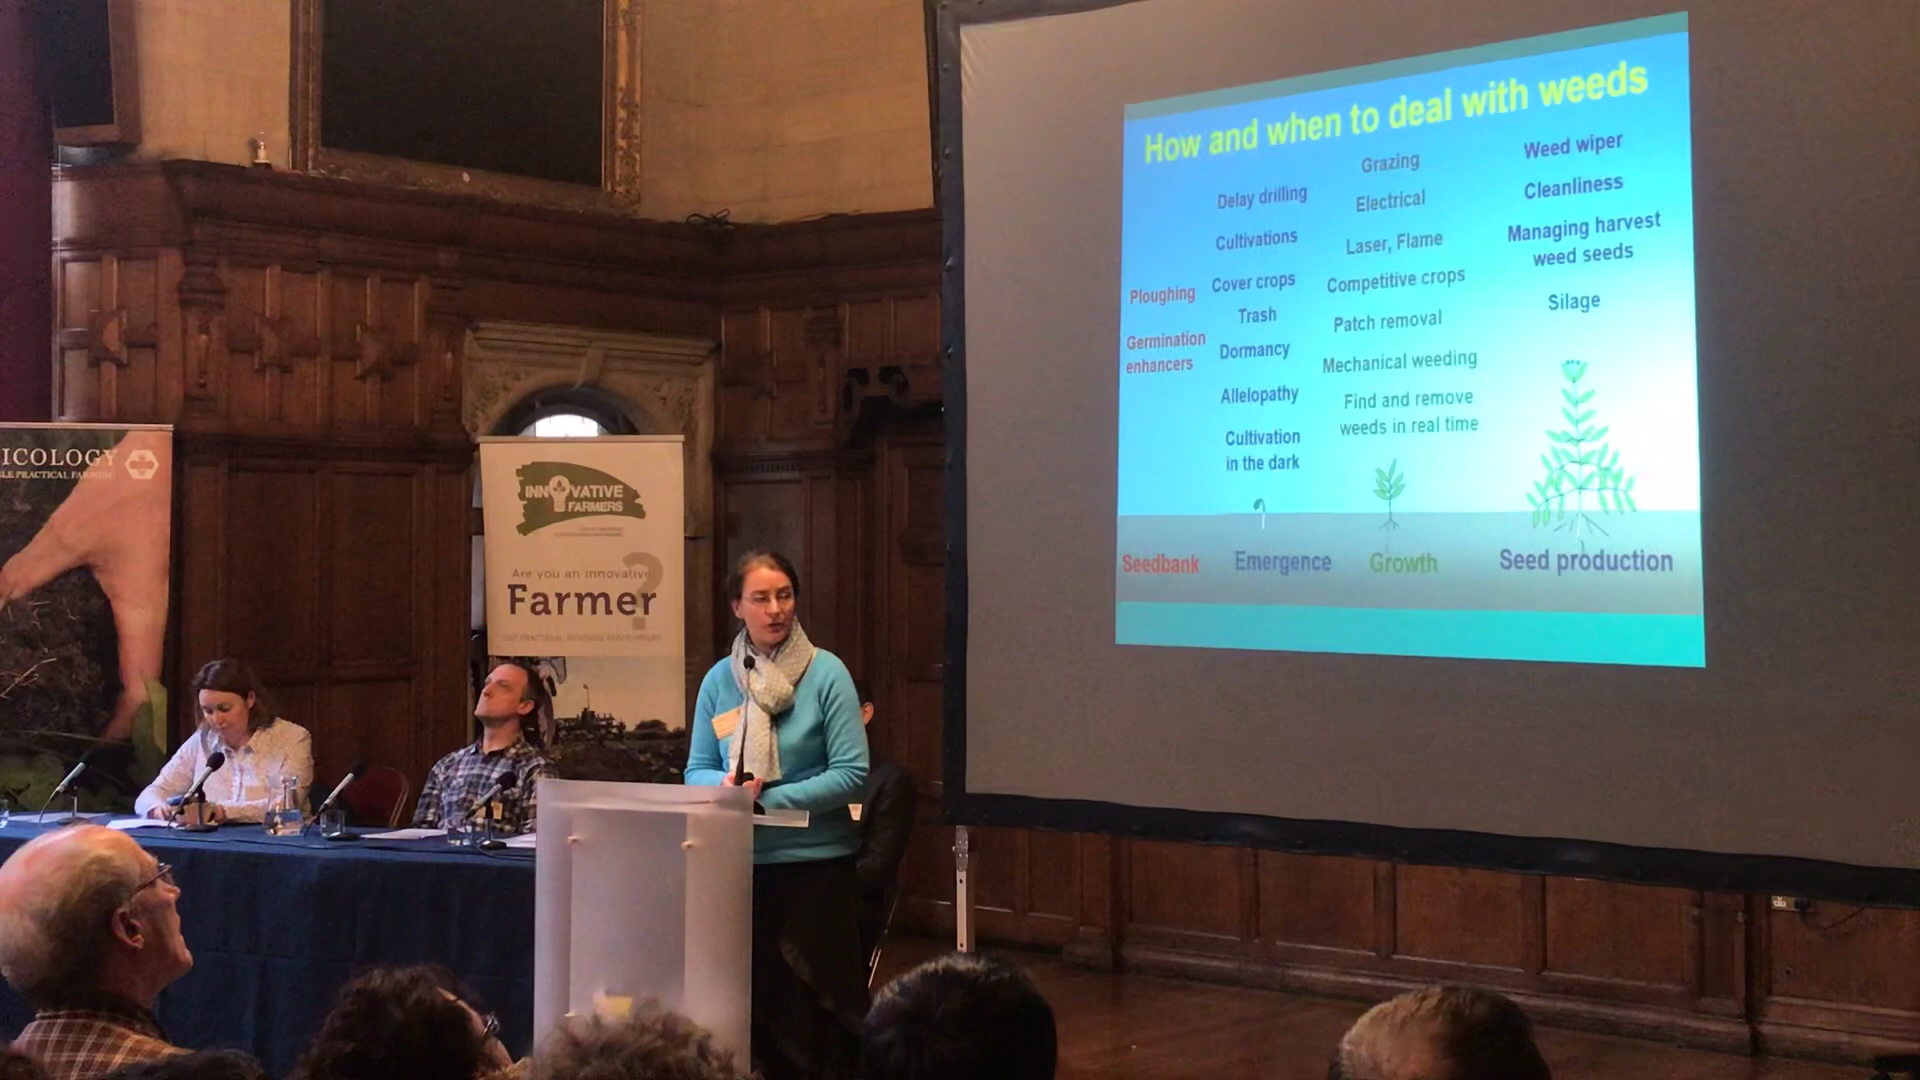 How and when to deal with weeds
Ploughing
Germination
enhancers
Seedbank
Delay drilling
Cultivations
Cover crops
Trash
Dormancy
Allelopathy
Cultivation
in the dark
Emergence
Grazing
Electrical
Laser, Flame
Competitive crops
Patch removal
Mechanical weeding
Find and remove
weeds in real time
Growth
Weed wiper
Cleanliness
Managing harvest
weed seeds
Silage
Seed production
ICOLOGY
PRACTICAL
INNOVATIVE
FARMERS
Are you an innovative
Farmer?